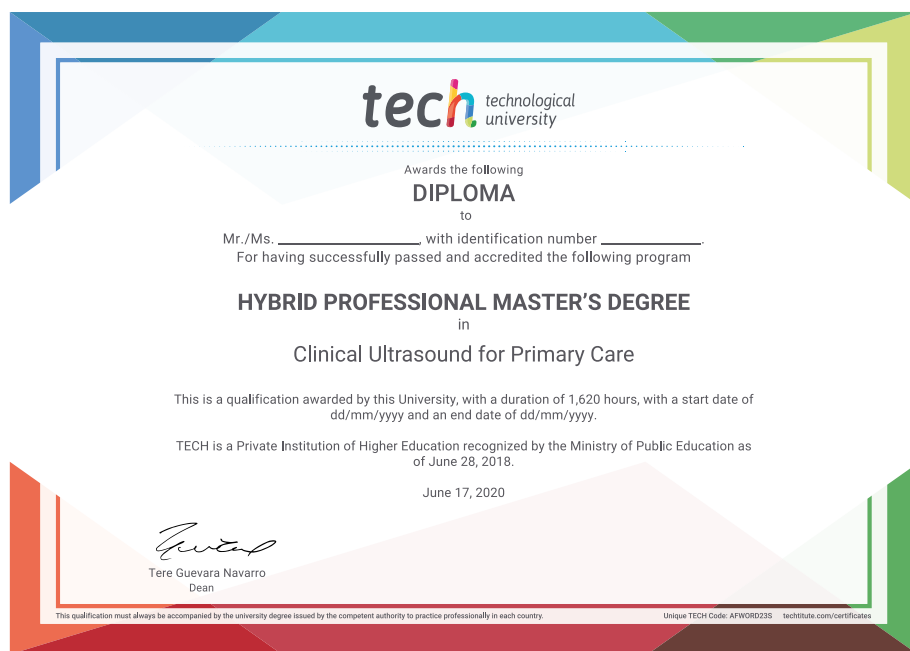 tech technological
university
Awards the following
DIPLOMA
to
Mr./Ms. ____________, with identification number ____________.
For having successfully passed and accredited the following program
HYBRID PROFESSIONAL MASTER'S DEGREE
in
Clinical Ultrasound for Primary Care
This is a qualification awarded by this University, with a duration of 1,620 hours, with a start date of
dd/mm/yyyy and an end date of dd/mm/yyyy.
TECH is a Private Institution of Higher Education recognized by the Ministry of Public Education as
of June 28, 2018.
June 17, 2020
Tere Guevara Navarro
Dean
This qualification must always be accompanied by the university degree issued by the competent authority to practice professionally in each country. Unique TECH Code: AFWORD23S techtitute.com/certificates